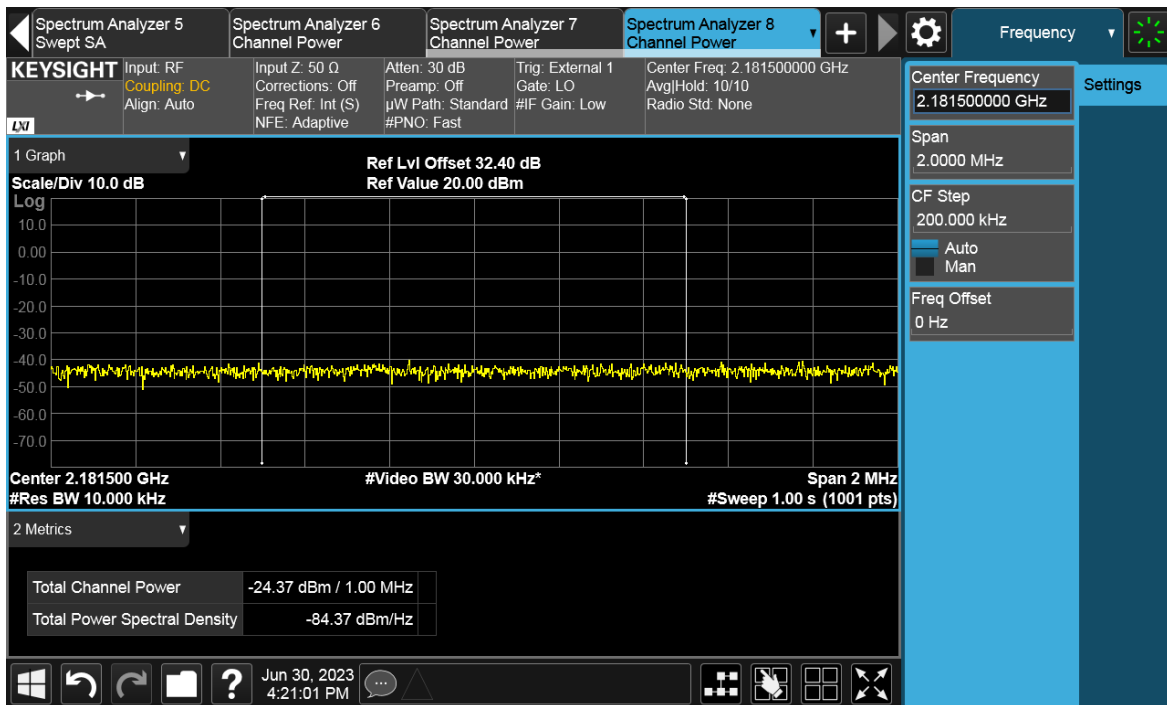 Spectrum Analyzer 5
Swept SA
Spectrum Analyzer 6
Channel Power
Spectrum Analyzer 7
Channel Power
Spectrum Analyzer 8
Channel Power
Frequency
KEYSIGHT
LXI
Input: RF
Coupling: DC
Align: Auto
Input Z: 50 Ω
Corrections: Off
Freq Ref: Int (S)
NFE: Adaptive
Atten: 30 dB
Preamp: Off
µW Path: Standard
#PNO: Fast
Trig: External 1
Gate: LO
#IF Gain: Low
Center Freq: 2.181500000 GHz
Avg|Hold: 10/10
Radio Std: None
Center Frequency
2.181500000 GHz
Settings
Span
2.0000 MHz
CF Step
200.000 kHz
Auto
Man
Freq Offset
0 Hz
1 Graph
Scale/Div 10.0 dB
Ref Lvl Offset 32.40 dB
Ref Value 20.00 dBm
Log
10.0
0.00
-10.0
-20.0
-30.0
-40.0
-50.0
-60.0
-70.0
Center 2.181500 GHz
#Video BW 30.000 kHz*
Span 2 MHz
#Res BW 10.000 kHz
#Sweep 1.00 s (1001 pts)
2 Metrics
Total Channel Power -24.37 dBm / 1.00 MHz
Total Power Spectral Density -84.37 dBm/Hz
?
Jun 30, 2023
4:21:01 PM